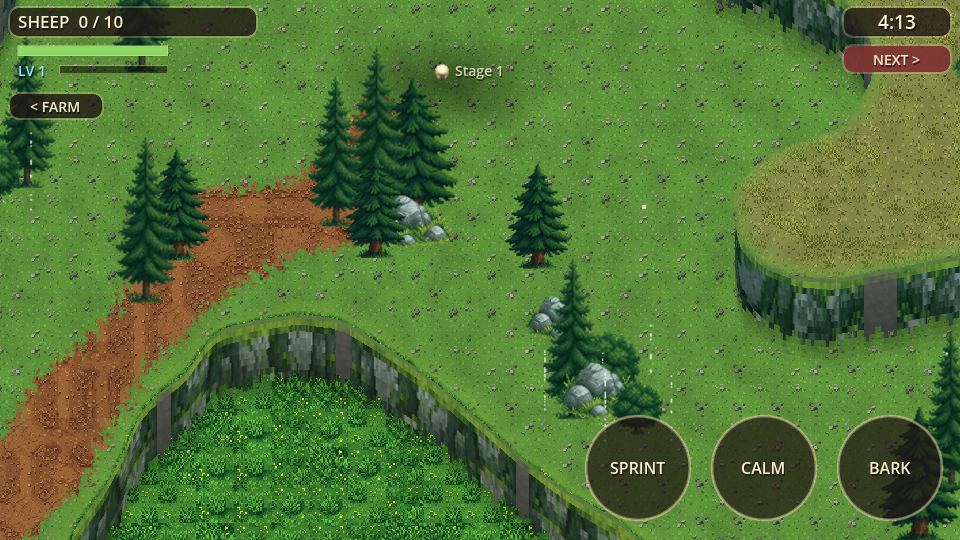 SHEEP 0 / 10
4:13
LV 1
NEXT >
Stage 1
< FARM
SPRINT
CALM
BARK